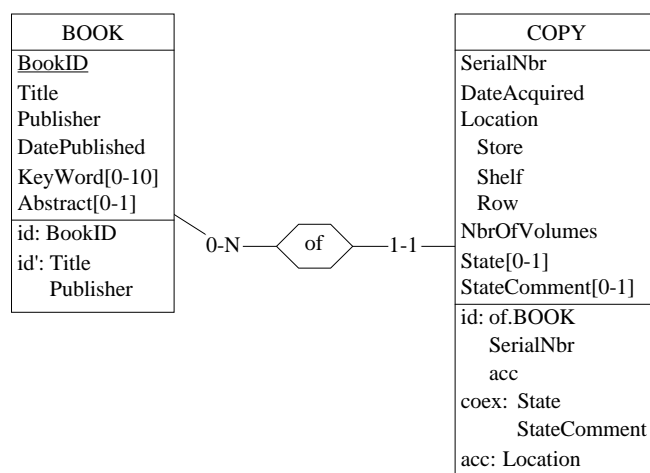 BOOK
BookID
Title
Publisher
DatePublished
KeyWord[0-10]
Abstract[0-1]
id: BookID
id': Title
Publisher
0-N
of
1-1
COPY
SerialNbr
DateAcquired
Location
Store
Shelf
Row
NbrOfVolumes
State[0-1]
StateComment[0-1]
id: of.BOOK
SerialNbr
acc
coex: State
StateComment
acc: Location